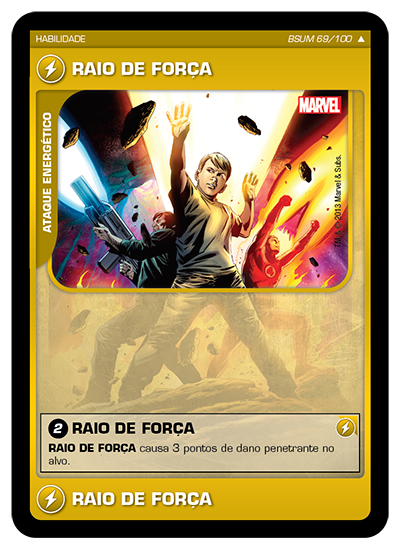 HABILIDADE
BSUM 69/100 ▲
RAIO DE FORÇA
ATAQUE ENERGÉTICO
MARVEL
TM & © 2013 Marvel & Subs.
2 RAIO DE FORÇA
RAIO DE FORÇA causa 3 pontos de dano penetrante no
alvo.
RAIO DE FORÇA